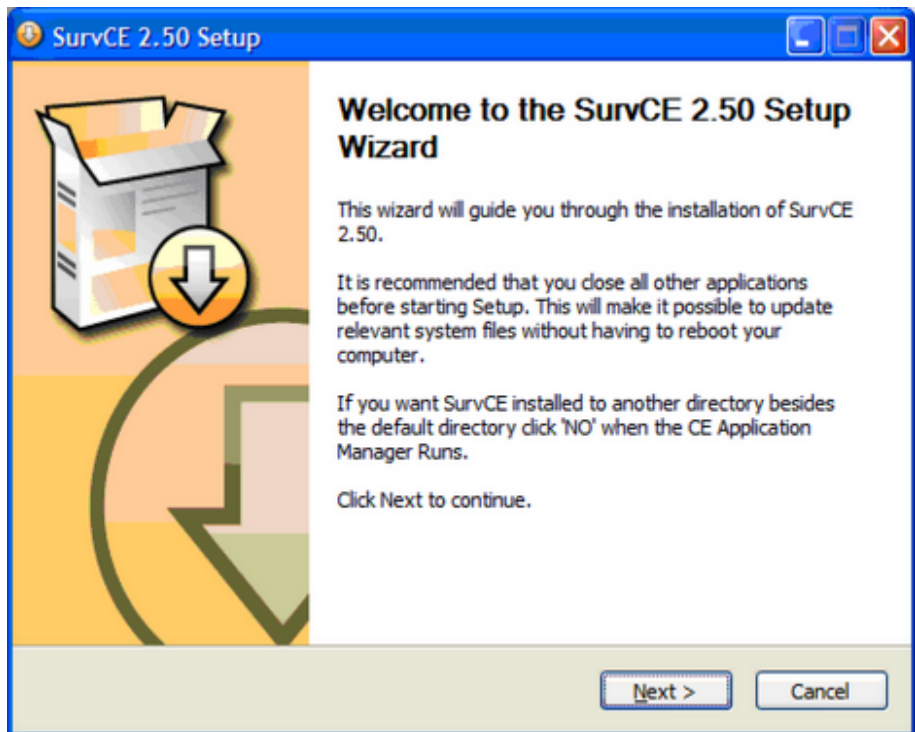 SurvCE 2.50 Setup
Welcome to the SurvCE 2.50 Setup
Wizard
This wizard will guide you through the installation of SurvCE
2.50.
It is recommended that you close all other applications
before starting Setup. This will make it possible to update
relevant system files without having to reboot your
computer.
If you want SurvCE installed to another directory besides
the default directory click 'NO' when the CE Application
Manager Runs.
Click Next to continue.
Next >
Cancel